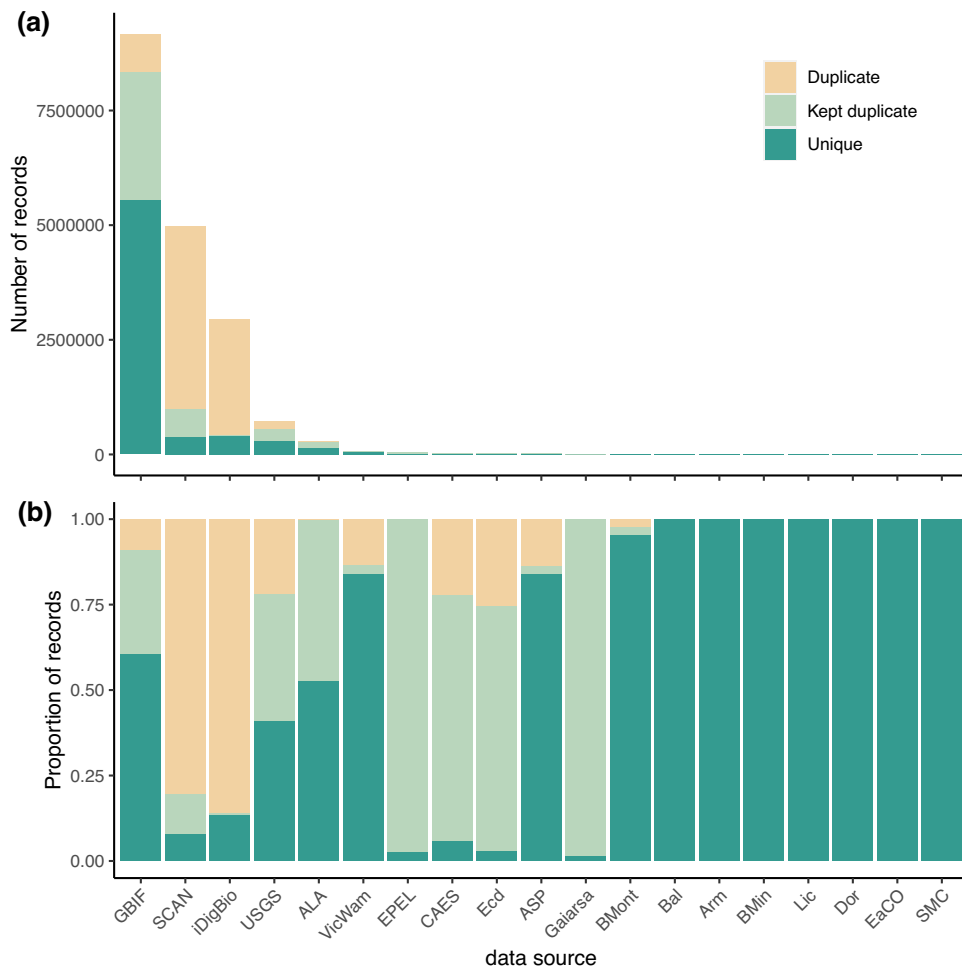 (a)
Number of records
7500000
5000000
2500000
0
Duplicate
Kept duplicate
Unique
(b)
Proportion of records
1.00
0.75
0.50
0.25
0.00
GBIF
SCAN
iDigBio
USGS
ALA
VicWam
EPEL
CAES
Ecd
ASP
Gaiarsa
BMont
Bal
Arm
BMin
Lic
Dor
EaCO
SMC
data source